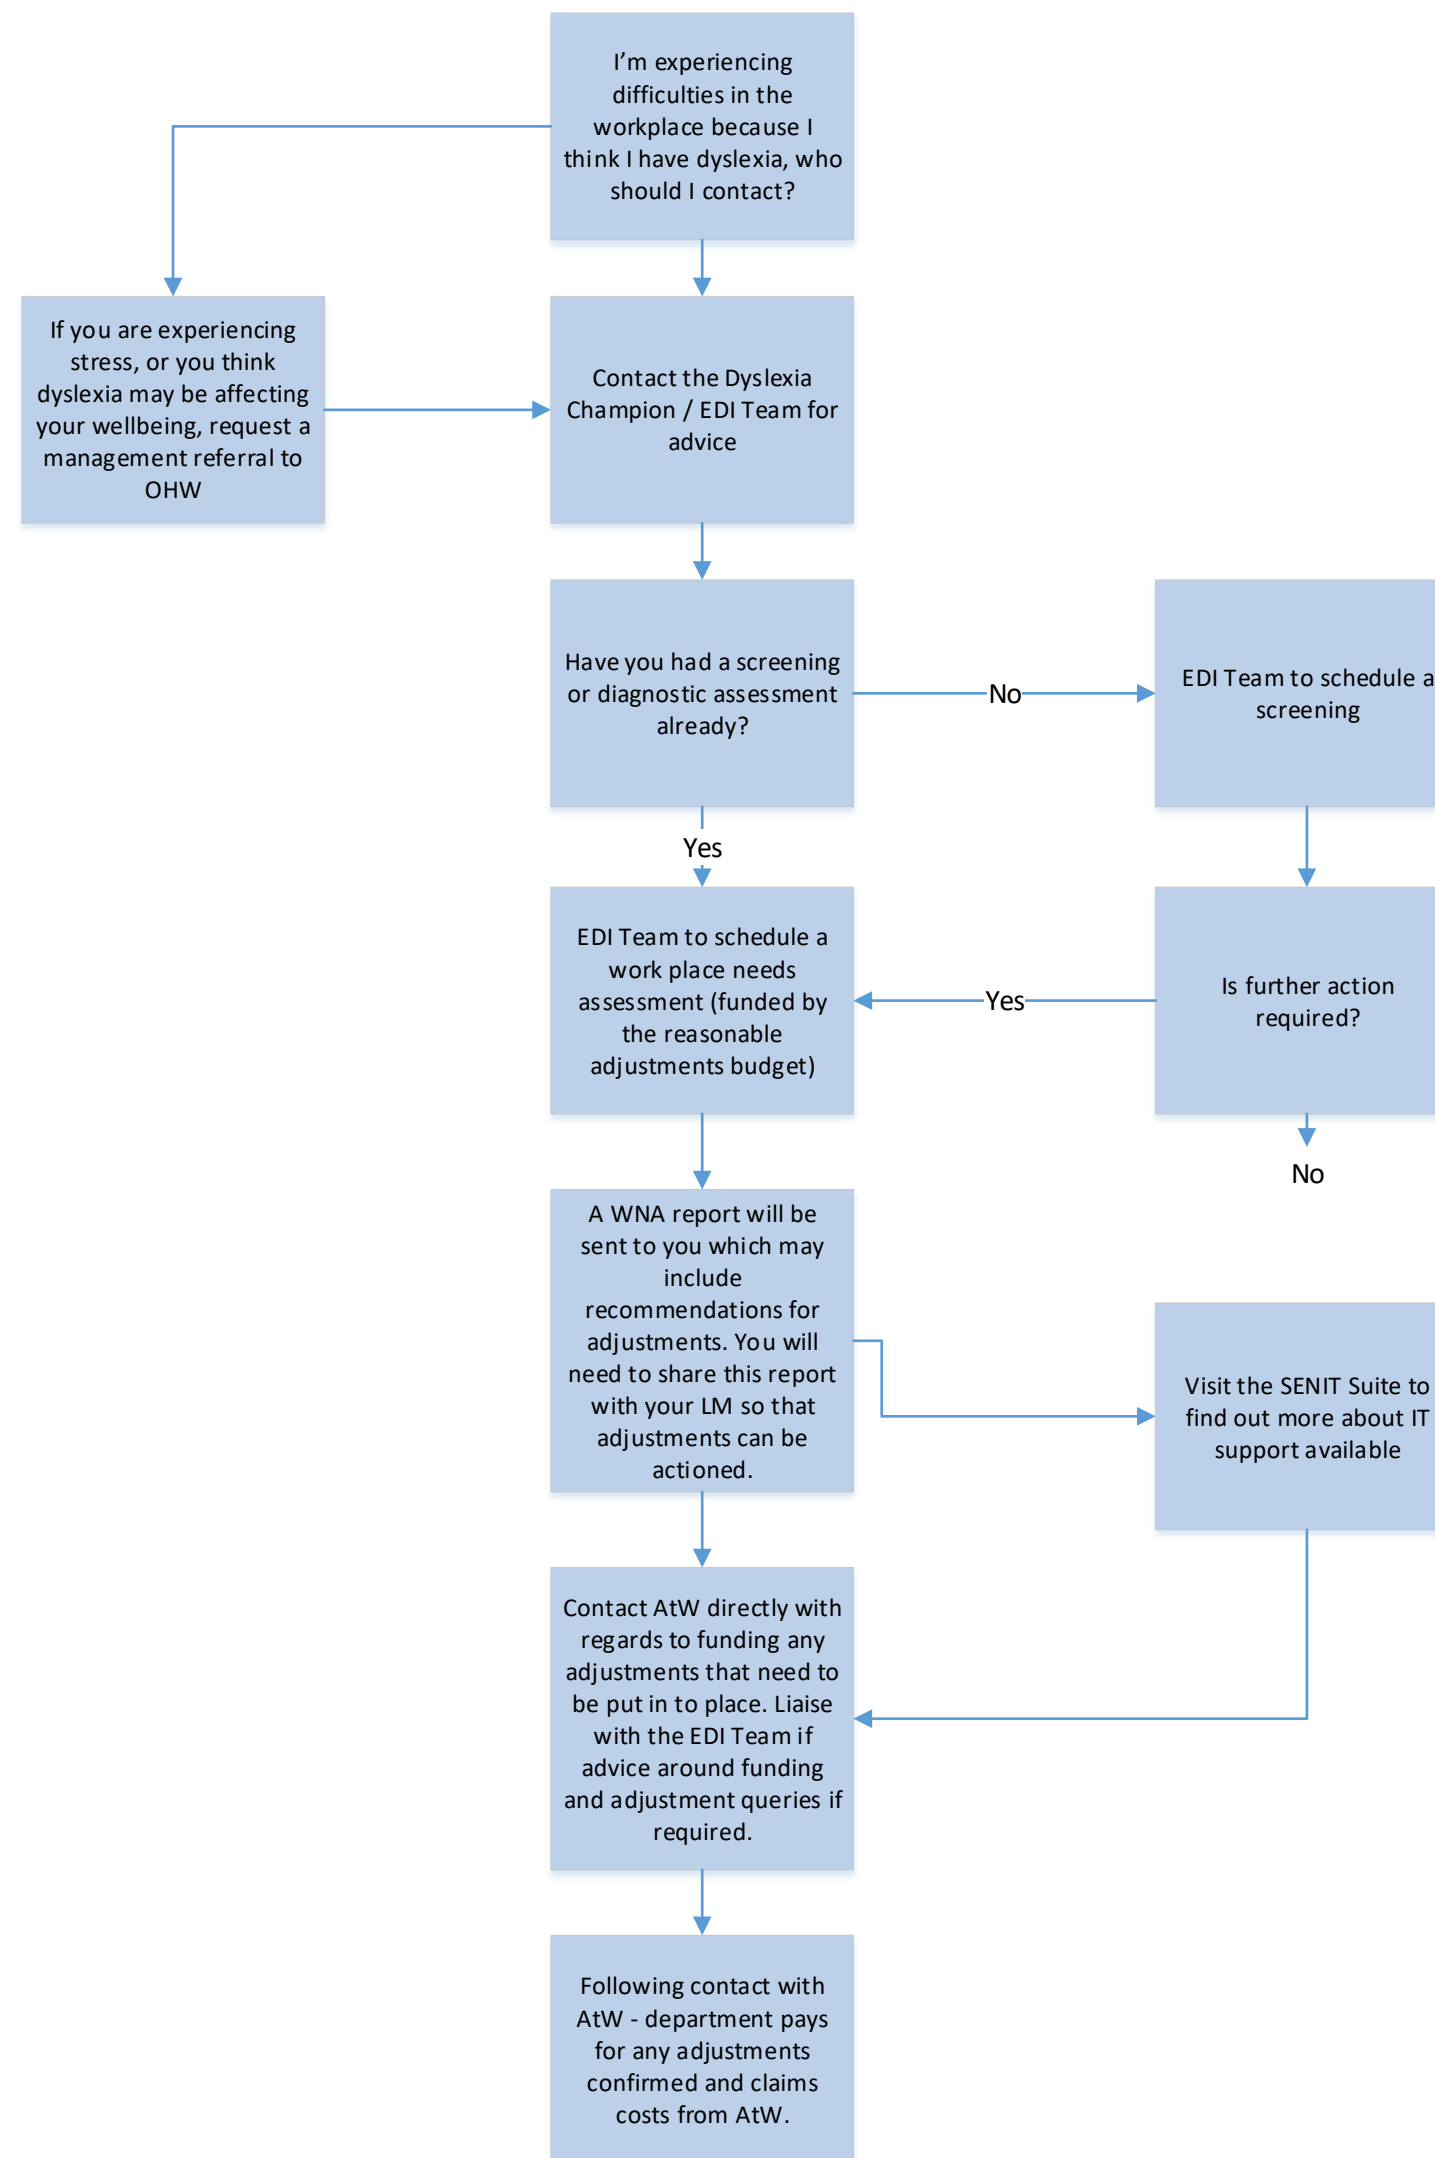 I'm experiencing
difficulties in the
workplace because I
think I have dyslexia, who
should I contact?
If you are experiencing
stress, or you think
dyslexia may be affecting
your wellbeing, request a
management referral to
OHW
Contact the Dyslexia
Champion / EDI Team for
advice
Have you had a screening
or diagnostic assessment
already?
No
EDI Team to schedule a
screening
Yes
EDI Team to schedule a
work place needs
assessment (funded by
the reasonable
adjustments budget)
Yes
Is further action
required?
No
A WNA report will be
sent to you which may
include
recommendations for
adjustments. You will
need to share this report
with your LM so that
adjustments can be
actioned.
Visit the SENIT Suite to
find out more about IT
support available
Contact AtW directly with
regards to funding any
adjustments that need to
be put in to place. Liaise
with the EDI Team if
advice around funding
and adjustment queries if
required.
Following contact with
AtW - department pays
for any adjustments
confirmed and claims
costs from AtW.